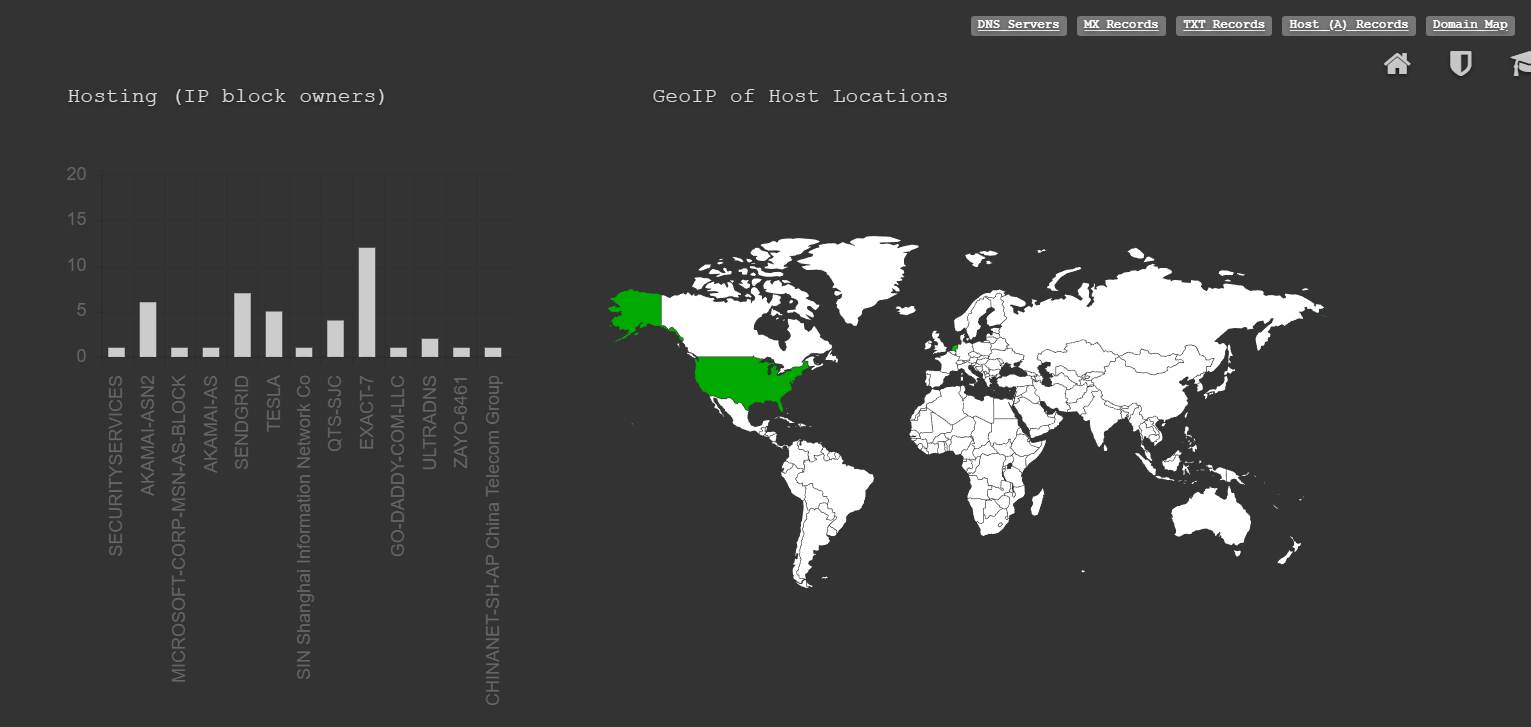 DNS Servers MX Records TXT Records Host (A) Records Domain Map
Hosting (IP block owners)
GeoIP of Host Locations
20
15
10
5
0
SECURITYSERVICES
AKAMAI-ASN2
MICROSOFT-CORP-MSN-AS-BLOCK
AKAMAI-AS
SENDGRID
TESLA
SIN Shanghai Information Network Co
QTS-SJC
EXACT-7
GO-DADDY-COM-LLC
ULTRADNS
ZAYO-6461
CHINANET-SH-AP China Telecom Group